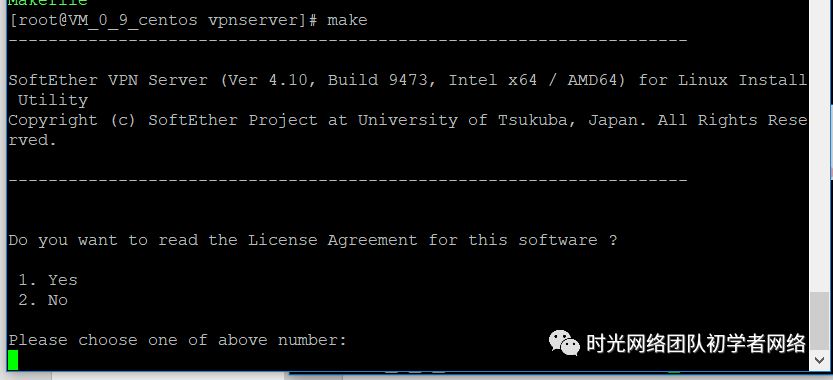 Makefile
[root@VM_0_9_centos vpnserver]# make
--------------------------------------------------------------------
SoftEther VPN Server (Ver 4.10, Build 9473, Intel x64 / AMD64) for Linux Install
 Utility
Copyright (c) SoftEther Project at University of Tsukuba, Japan. All Rights Rese
rved.
--------------------------------------------------------------------
Do you want to read the License Agreement for this software ?
 1. Yes
 2. No
Please choose one of above number:
时光网络团队初学者网络